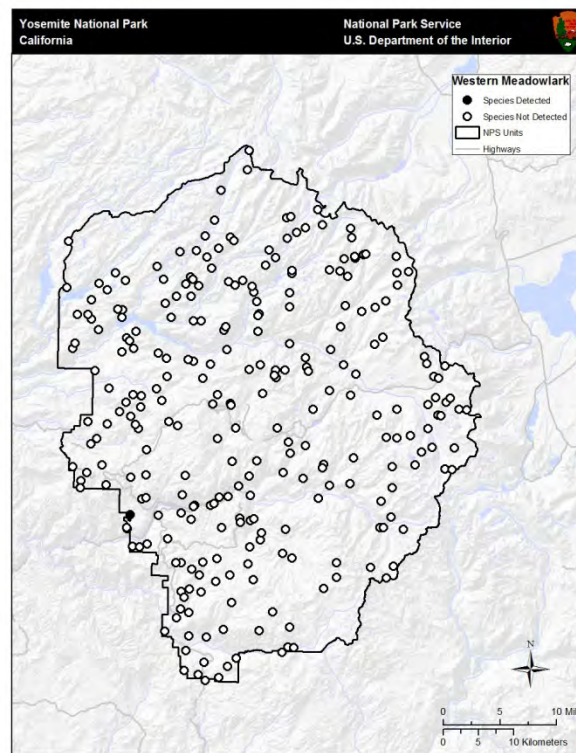 Yosemite National Park
California
National Park Service
U.S. Department of the Interior
Western Meadowlark
Species Detected
Species Not Detected
NPS Units
Highways
N
0 5 10 Mil
0 5 10 Kilometers